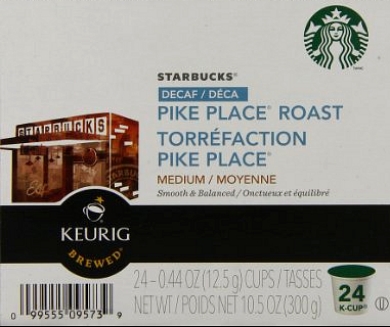 STARBUCKS®
DECAF / DÉCA
PIKE PLACE® ROAST
TORRÉFACTION
PIKE PLACE®
MEDIUM / MOYENNE
Smooth & Balanced / Onctueux et équilibré
STARBUCKS
KEURIG
BREWED™
24 – 0.44 OZ (12.5 g) CUPS / TASSES
NET WT / POIDS NET 10.5 OZ (300 g)
24
K-CUP®
0 99555 09573 9